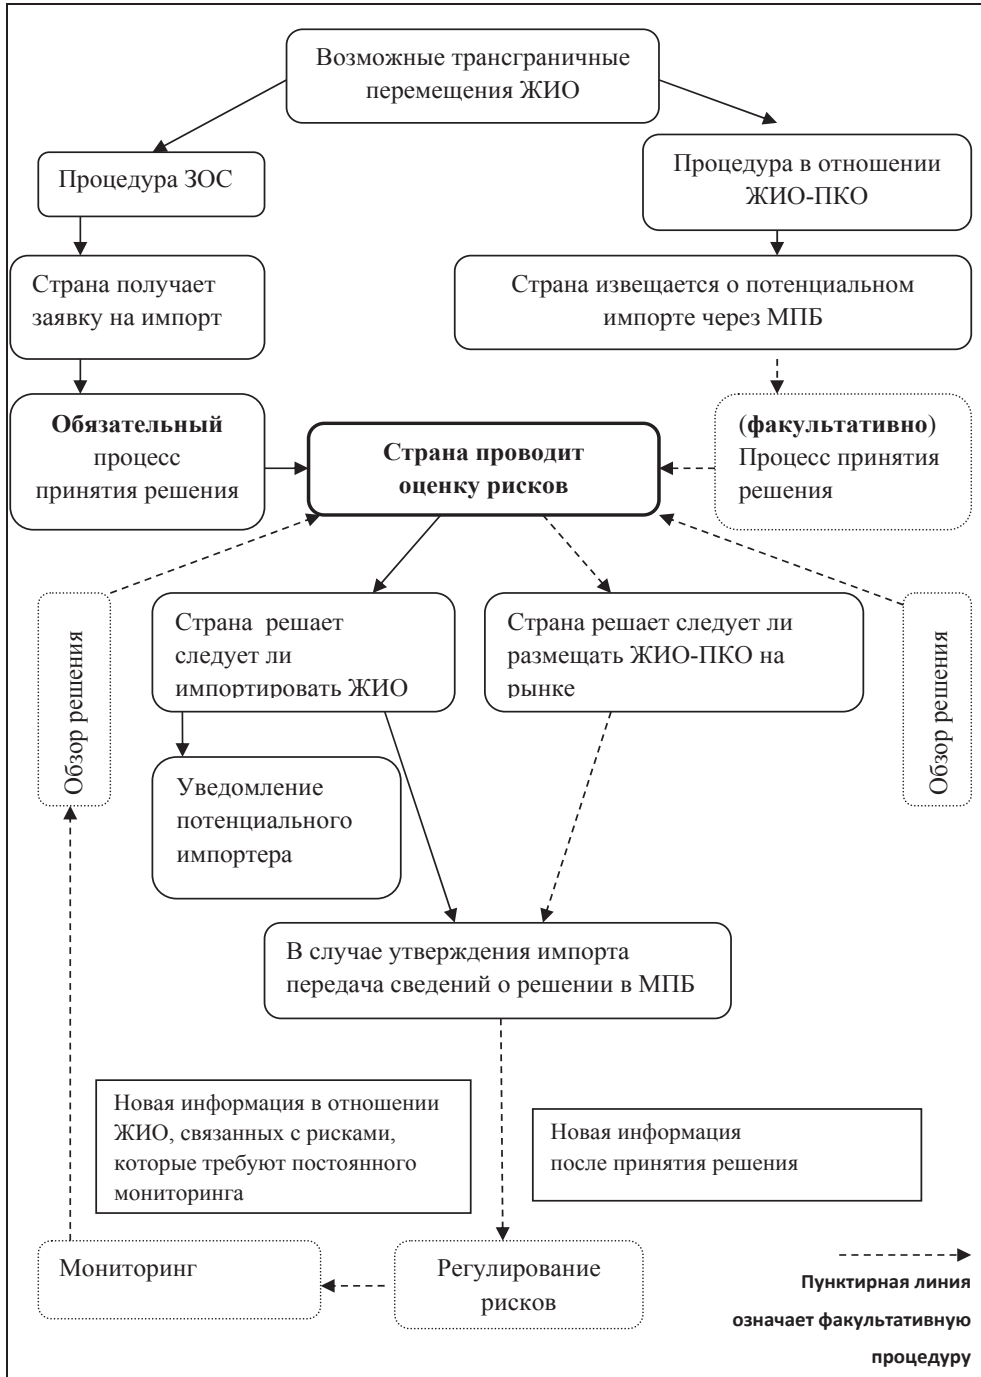 Возможные трансграничные
перемещения ЖИО
Процедура ЗОС
Процедура в отношении
ЖИО-ПКО
Страна получает
заявку на импорт
Страна извещается о потенциальном
импорте через МПБ
Обязательный
процесс
принятия решения
Страна проводит
оценку рисков
(факультативно)
Процесс принятия
решения
Обзор решения
Страна решает
следует ли
импортировать ЖИО
Страна решает следует ли
размещать ЖИО-ПКО на
рынке
Обзор решения
Уведомление
потенциального
импортера
В случае утверждения импорта
передача сведений о решении в МПБ
Новая информация в отношении
ЖИО, связанных с рисками,
которые требуют постоянного
мониторинга
Новая информация
после принятия решения
Мониторинг
Регулирование
рисков
Пунктирная линия
означает факультативную
процедуру